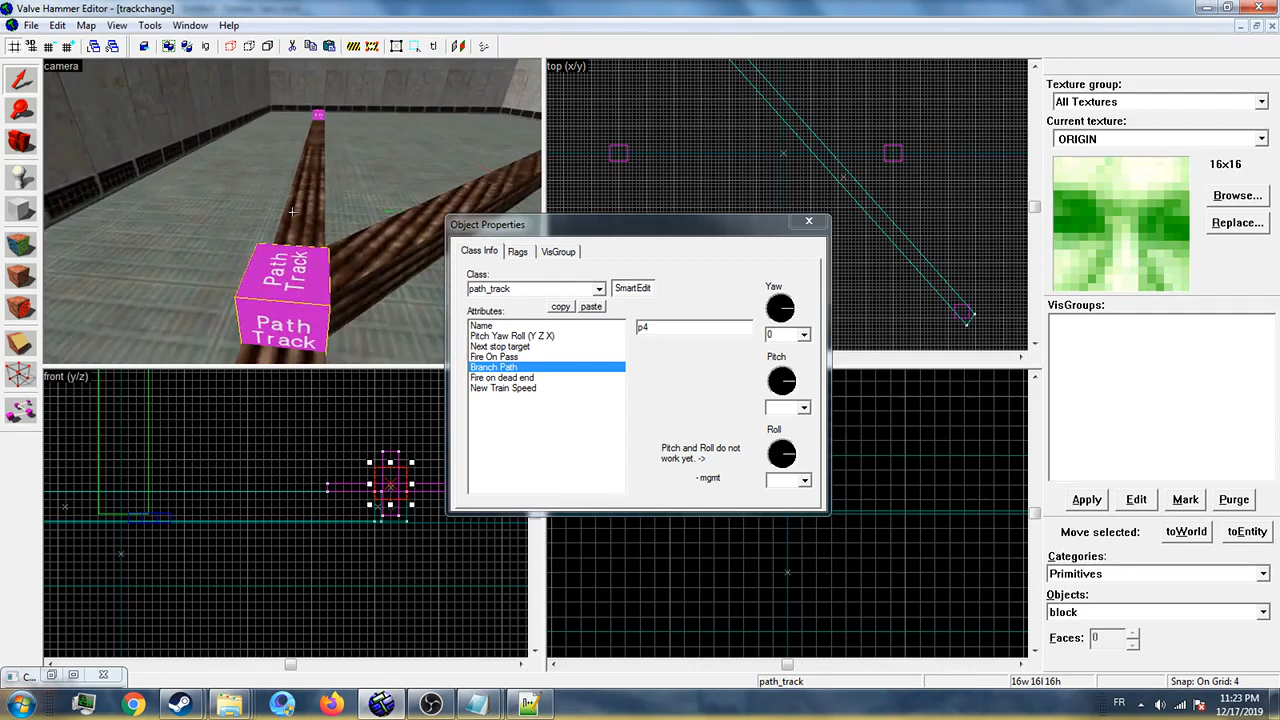 Valve Hammer Editor - [trackchange]
File Edit Map View Tools Window Help
camera
top (x/y)
Path
Track
Path
Track
front (y/z)
Object Properties
Class Info Flags VisGroup
Class:
path_track
SmartEdit
Attributes:
copy paste
Name
Pitch Yaw Roll (Y Z X)
Next stop target
Fire On Pass
Branch Path
Fire on dead end
New Train Speed
p4
Yaw
0
Pitch
Roll
Pitch and Roll do not
work yet. ->
- mgmt
Texture group:
All Textures
Current texture:
ORIGIN
16x16
Browse...
Replace...
VisGroups:
Apply Edit Mark Purge
Move selected: toWorld toEntity
Categories:
Primitives
Objects:
block
Faces: 0
C...
path_track
16w 16l 16h
Snap: On Grid: 4
FR
11:23 PM
12/17/2019